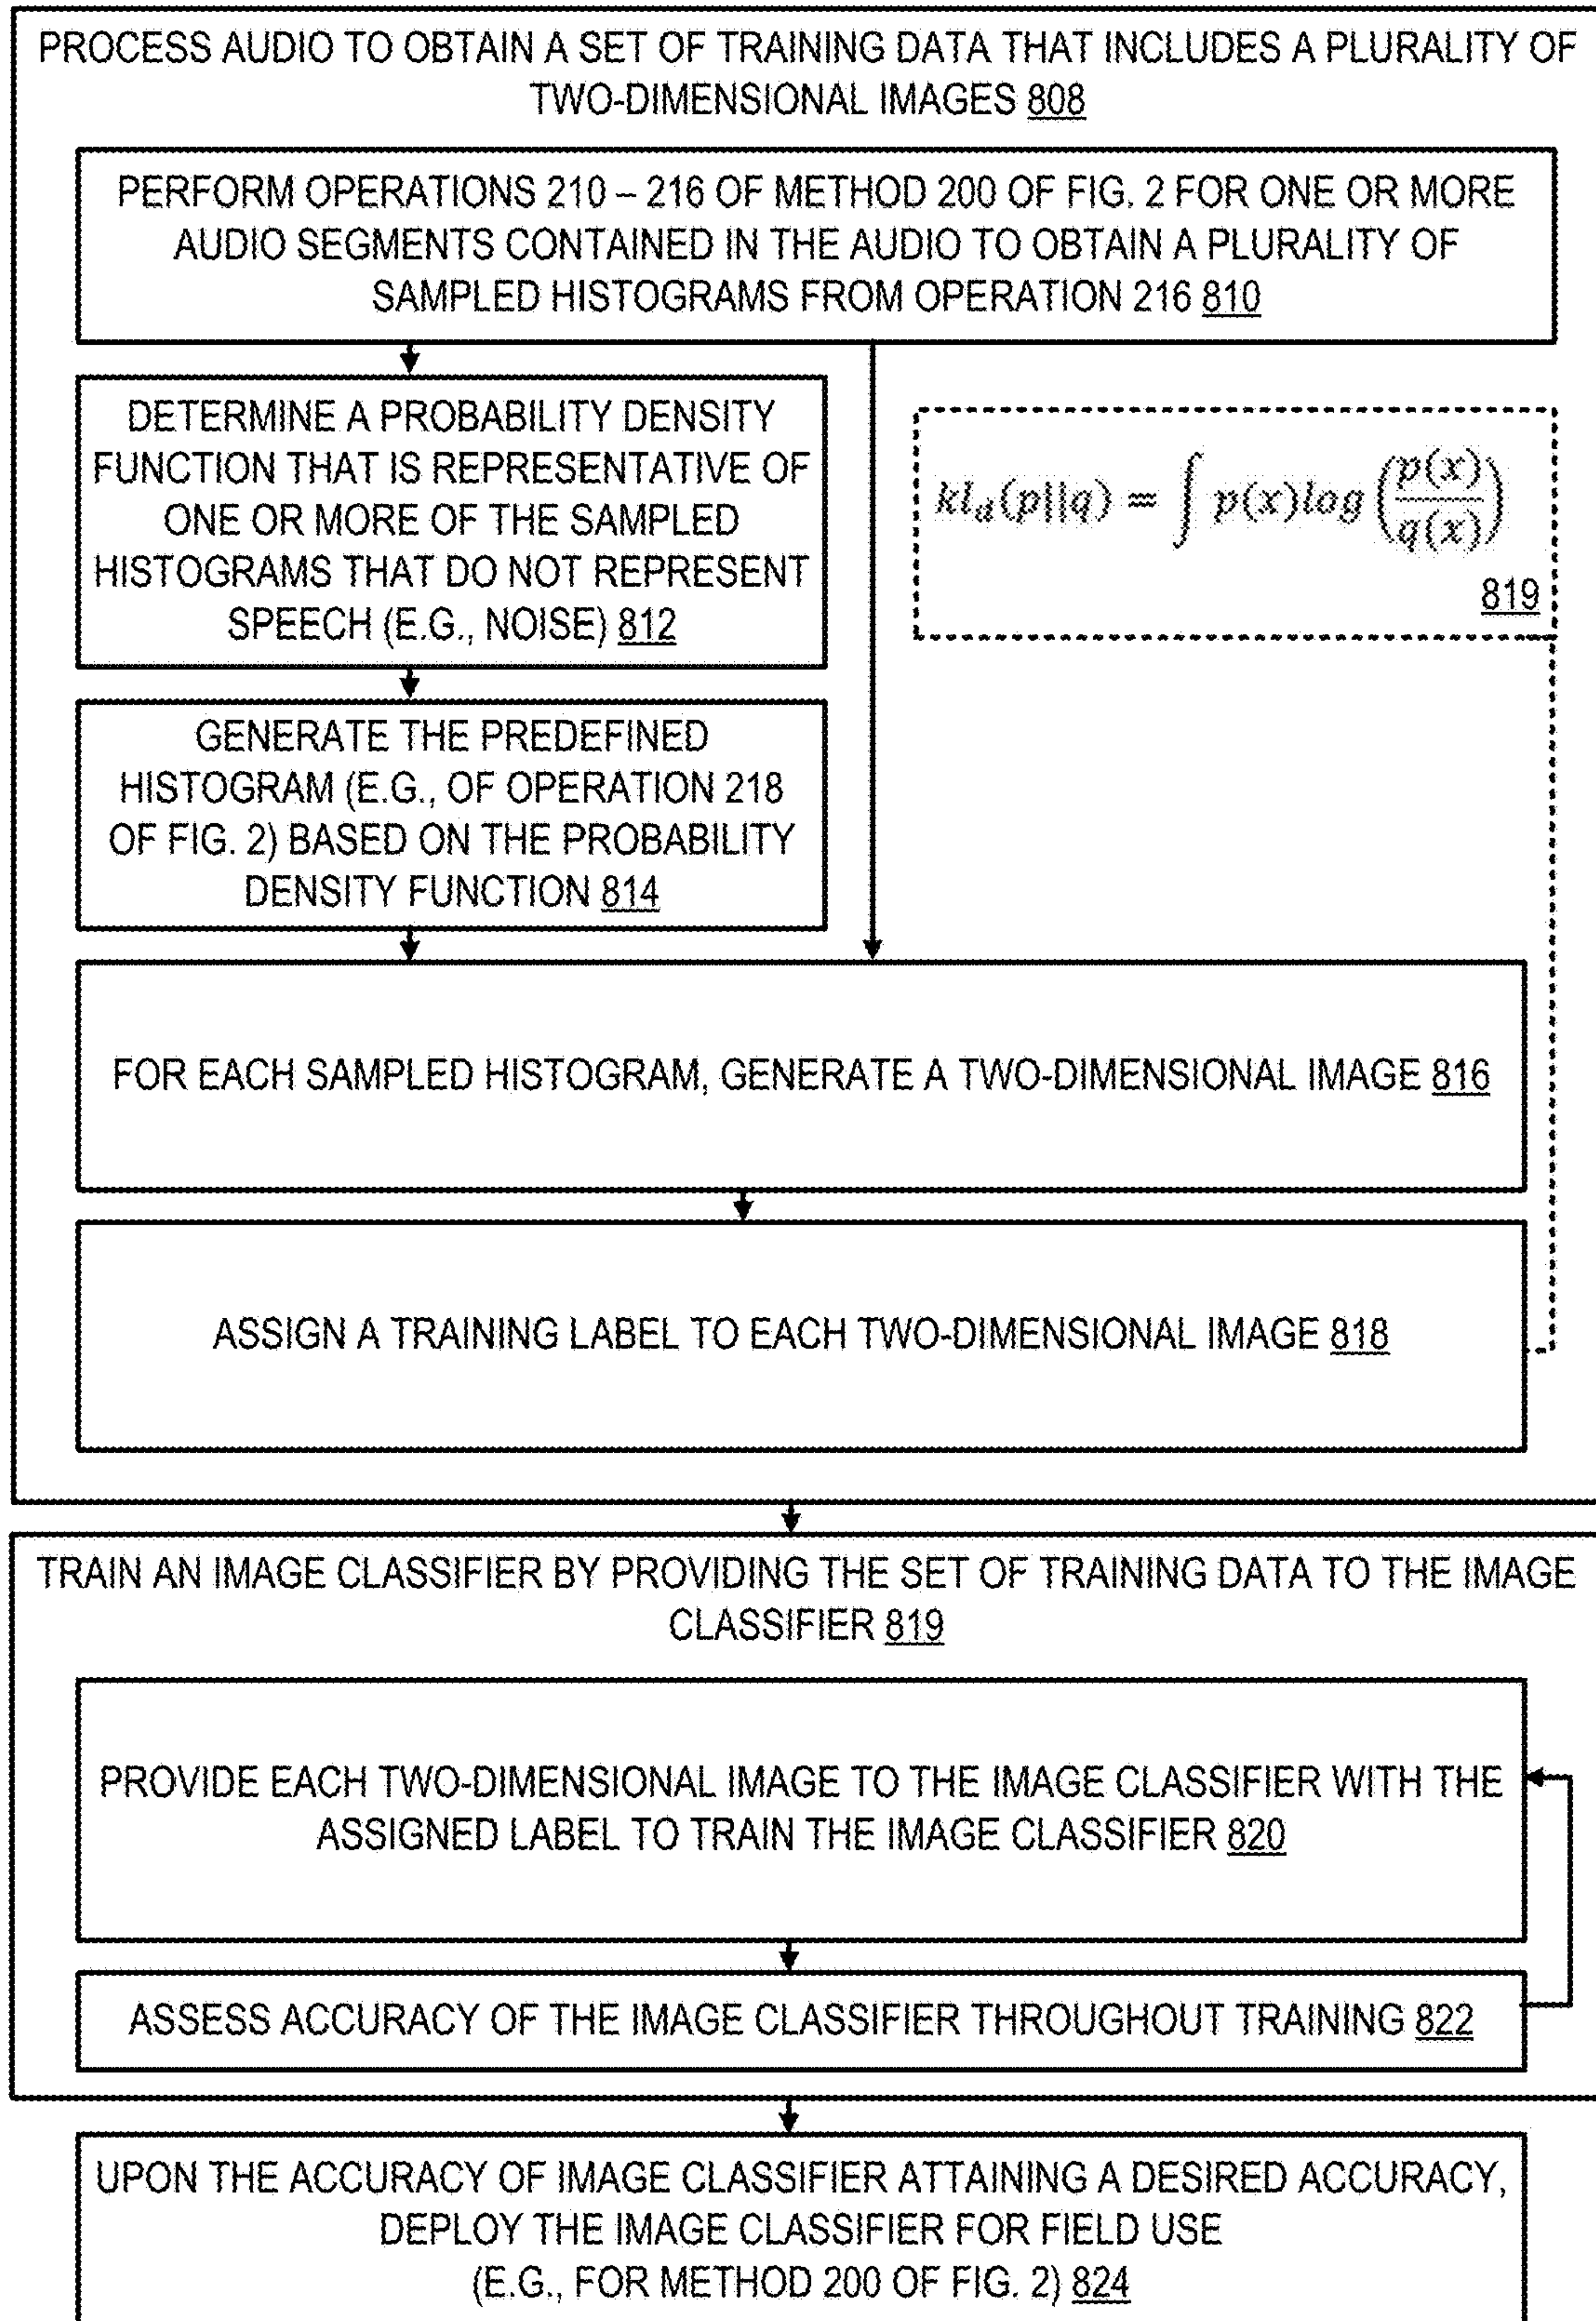 PROCESS AUDIO TO OBTAIN A SET OF TRAINING DATA THAT INCLUDES A PLURALITY OF
TWO-DIMENSIONAL IMAGES 808
PERFORM OPERATIONS 210 – 216 OF METHOD 200 OF FIG. 2 FOR ONE OR MORE
AUDIO SEGMENTS CONTAINED IN THE AUDIO TO OBTAIN A PLURALITY OF
SAMPLED HISTOGRAMS FROM OPERATION 216 810
DETERMINE A PROBABILITY DENSITY
FUNCTION THAT IS REPRESENTATIVE OF
ONE OR MORE OF THE SAMPLED
HISTOGRAMS THAT DO NOT REPRESENT
SPEECH (E.G., NOISE) 812
kl_d(p||q) = ∫ p(x)log(p(x)/q(x))
819
GENERATE THE PREDEFINED
HISTOGRAM (E.G., OF OPERATION 218
OF FIG. 2) BASED ON THE PROBABILITY
DENSITY FUNCTION 814
FOR EACH SAMPLED HISTOGRAM, GENERATE A TWO-DIMENSIONAL IMAGE 816
ASSIGN A TRAINING LABEL TO EACH TWO-DIMENSIONAL IMAGE 818
TRAIN AN IMAGE CLASSIFIER BY PROVIDING THE SET OF TRAINING DATA TO THE IMAGE
CLASSIFIER 819
PROVIDE EACH TWO-DIMENSIONAL IMAGE TO THE IMAGE CLASSIFIER WITH THE
ASSIGNED LABEL TO TRAIN THE IMAGE CLASSIFIER 820
ASSESS ACCURACY OF THE IMAGE CLASSIFIER THROUGHOUT TRAINING 822
UPON THE ACCURACY OF IMAGE CLASSIFIER ATTAINING A DESIRED ACCURACY,
DEPLOY THE IMAGE CLASSIFIER FOR FIELD USE
(E.G., FOR METHOD 200 OF FIG. 2) 824